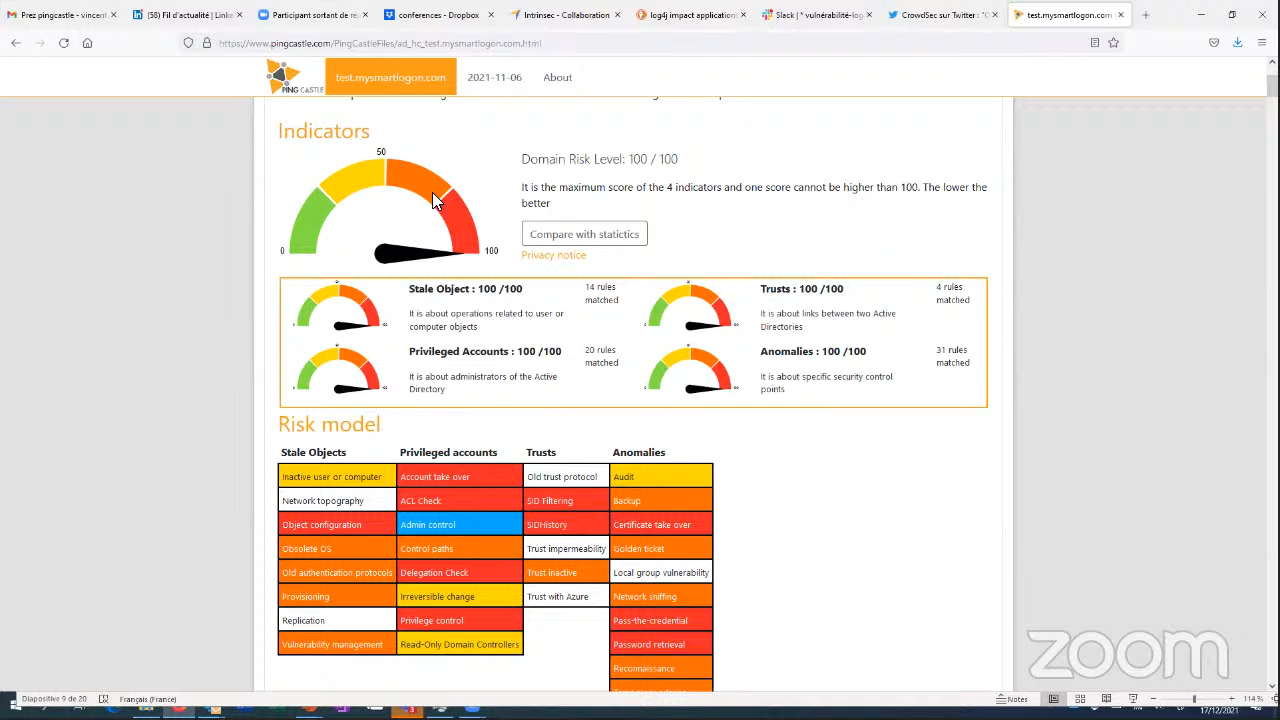 Prez pingcastle - vincent
(58) Fil d'actualité | Linked
Ping participant de ré
conferences - Dropbox
Intrinsec - Collaboration
log4j impact application
Slack | vulnérabilité-log
CrowdSec sur Twitter : "C
test.mysmartlogon.com
https://www.pingcastle.com/PingCastleFiles/ad_hc_test.mysmartlogon.com.html
PING CASTLE
test.mysmartlogon.com
2021-11-06
About
Indicators
50
0
100
Domain Risk Level: 100 / 100
It is the maximum score of the 4 indicators and one score cannot be higher than 100. The lower the
better
Compare with statictics
Privacy notice
Stale Object : 100 /100
14 rules
matched
It is about operations related to user or
computer objects
Trusts : 100 /100
4 rules
matched
It is about links between two Active
Directories
Privileged Accounts : 100 /100
20 rules
matched
It is about administrators of the Active
Directory
Anomalies : 100 /100
31 rules
matched
It is about specific security control
points
Risk model
Stale Objects Privileged accounts Trusts Anomalies
Inactive user or computer Account take over Old trust protocol Audit
Network topography ACL Check SID Filtering Backup
Object configuration Admin control SIDHistory Certificate take over
Obsolete OS Control paths Trust impermeability Golden ticket
Old authentication protocols Delegation Check Trust inactive Local group vulnerability
Provisioning Irreversible change Trust with Azure Network sniffing
Replication Privilege control Pass-the-credential
Vulnerability management Read-Only Domain Controllers Password retrieval
Reconnaissance
zoom
Diapositive 9 de 20
Français (France)
Notes
114 %
17/12/2021